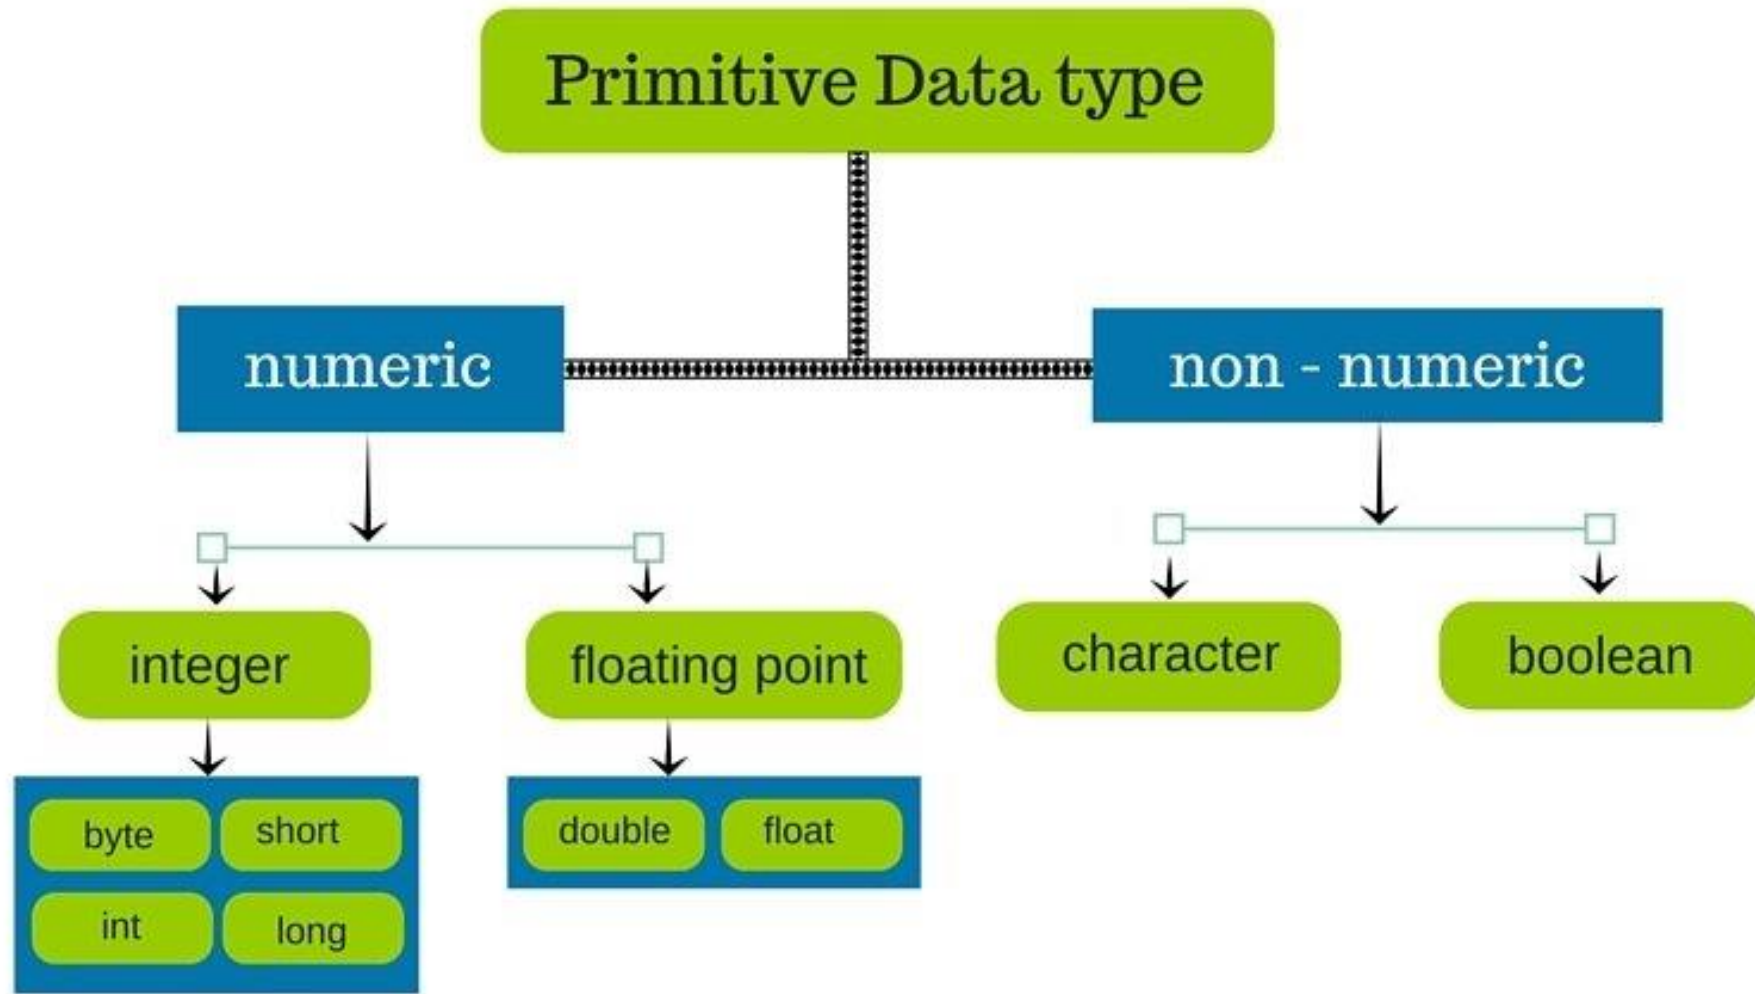 Primitive Data type
numeric
non - numeric
integer
floating point
character
boolean
byte
short
double
float
int
long